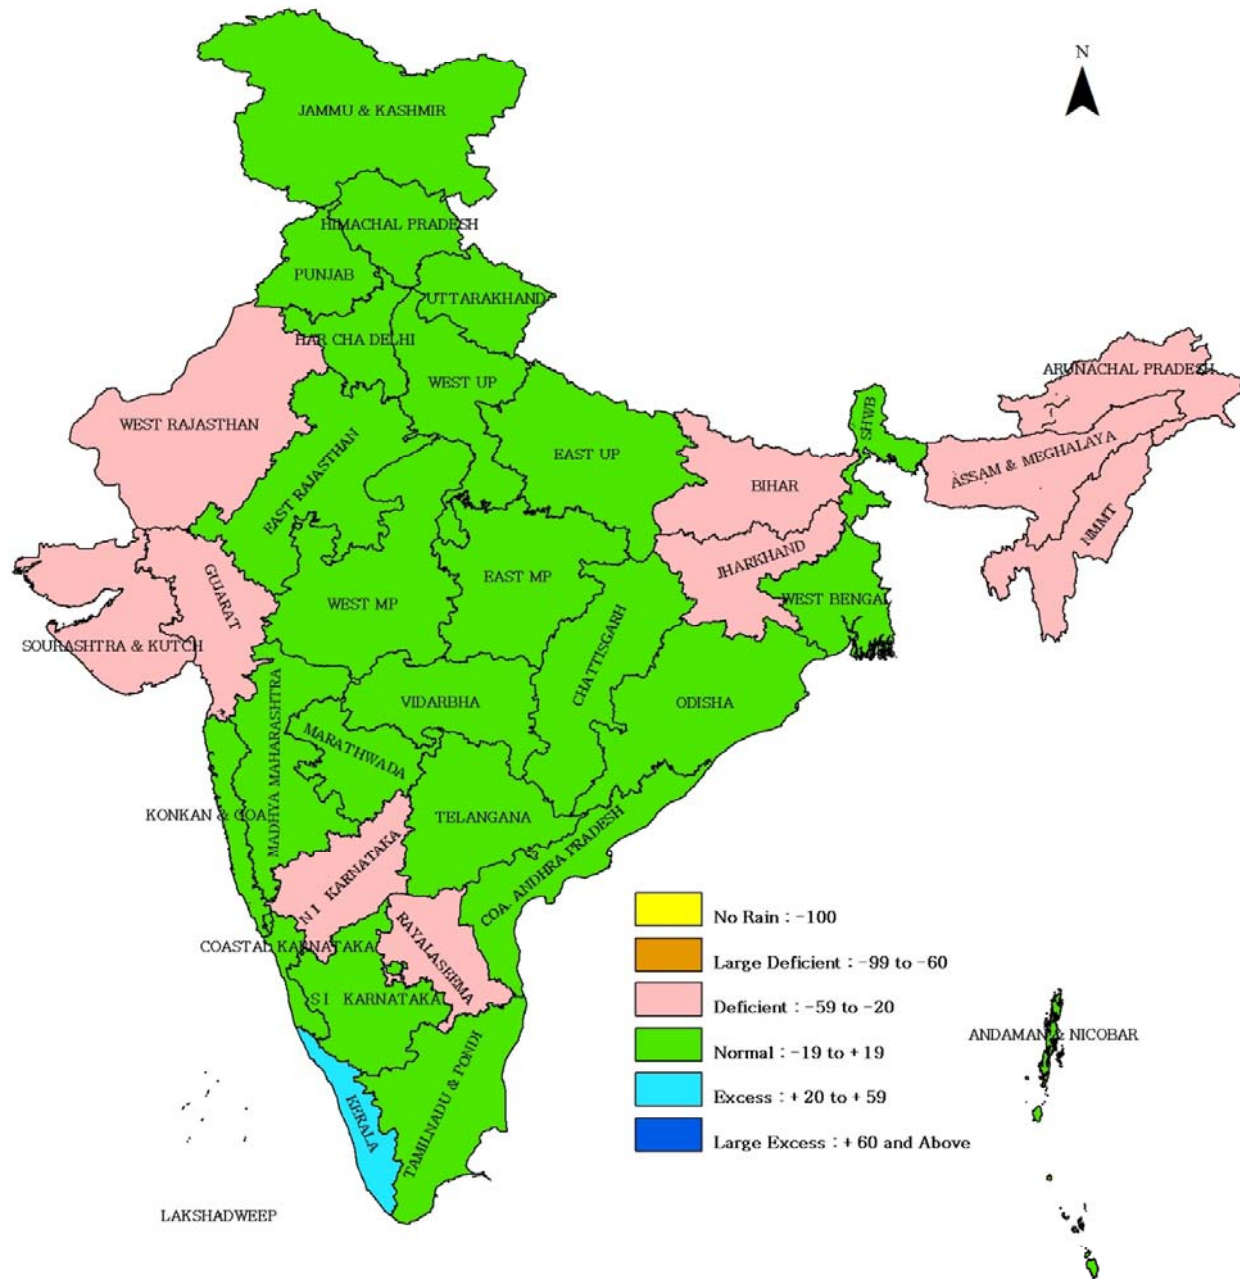 N
JAMMU & KASHMIR
HIMACHAL PRADESH
PUNJAB
UTTARAKHAND
HAR CHA DELHI
WEST UP
ARUNACHAL PRADESH
WEST RAJASTHAN
SHWB
EAST RAJASTHAN
EAST UP
ASSAM & MEGHALAYA
BIHAR
NMMT
JHARKHAND
GUJARAT
EAST MP
WEST MP
WEST BENGAL
SOURASHTRA & KUTCH
CHATTISGARH
VIDARBHA
ODISHA
MADHYA MAHARASHTRA
MARATHWADA
KONKAN & GOA
TELANGANA
COA. ANDHRA PRADESH
N I KARNATAKA
RAYALASEEMA
COASTAL KARNATAKA
S I KARNATAKA
TAMILNADU & PONDI
KERALA
LAKSHADWEEP
ANDAMAN & NICOBAR
No Rain : -100
Large Deficient : -99 to -60
Deficient : -59 to -20
Normal : -19 to +19
Excess : +20 to +59
Large Excess : +60 and Above